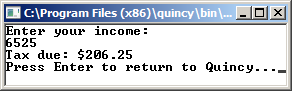 C:\Program Files (x86)\quincy\bin\...
Enter your income:
6525
Tax due: $206.25
Press Enter to return to Quincy...